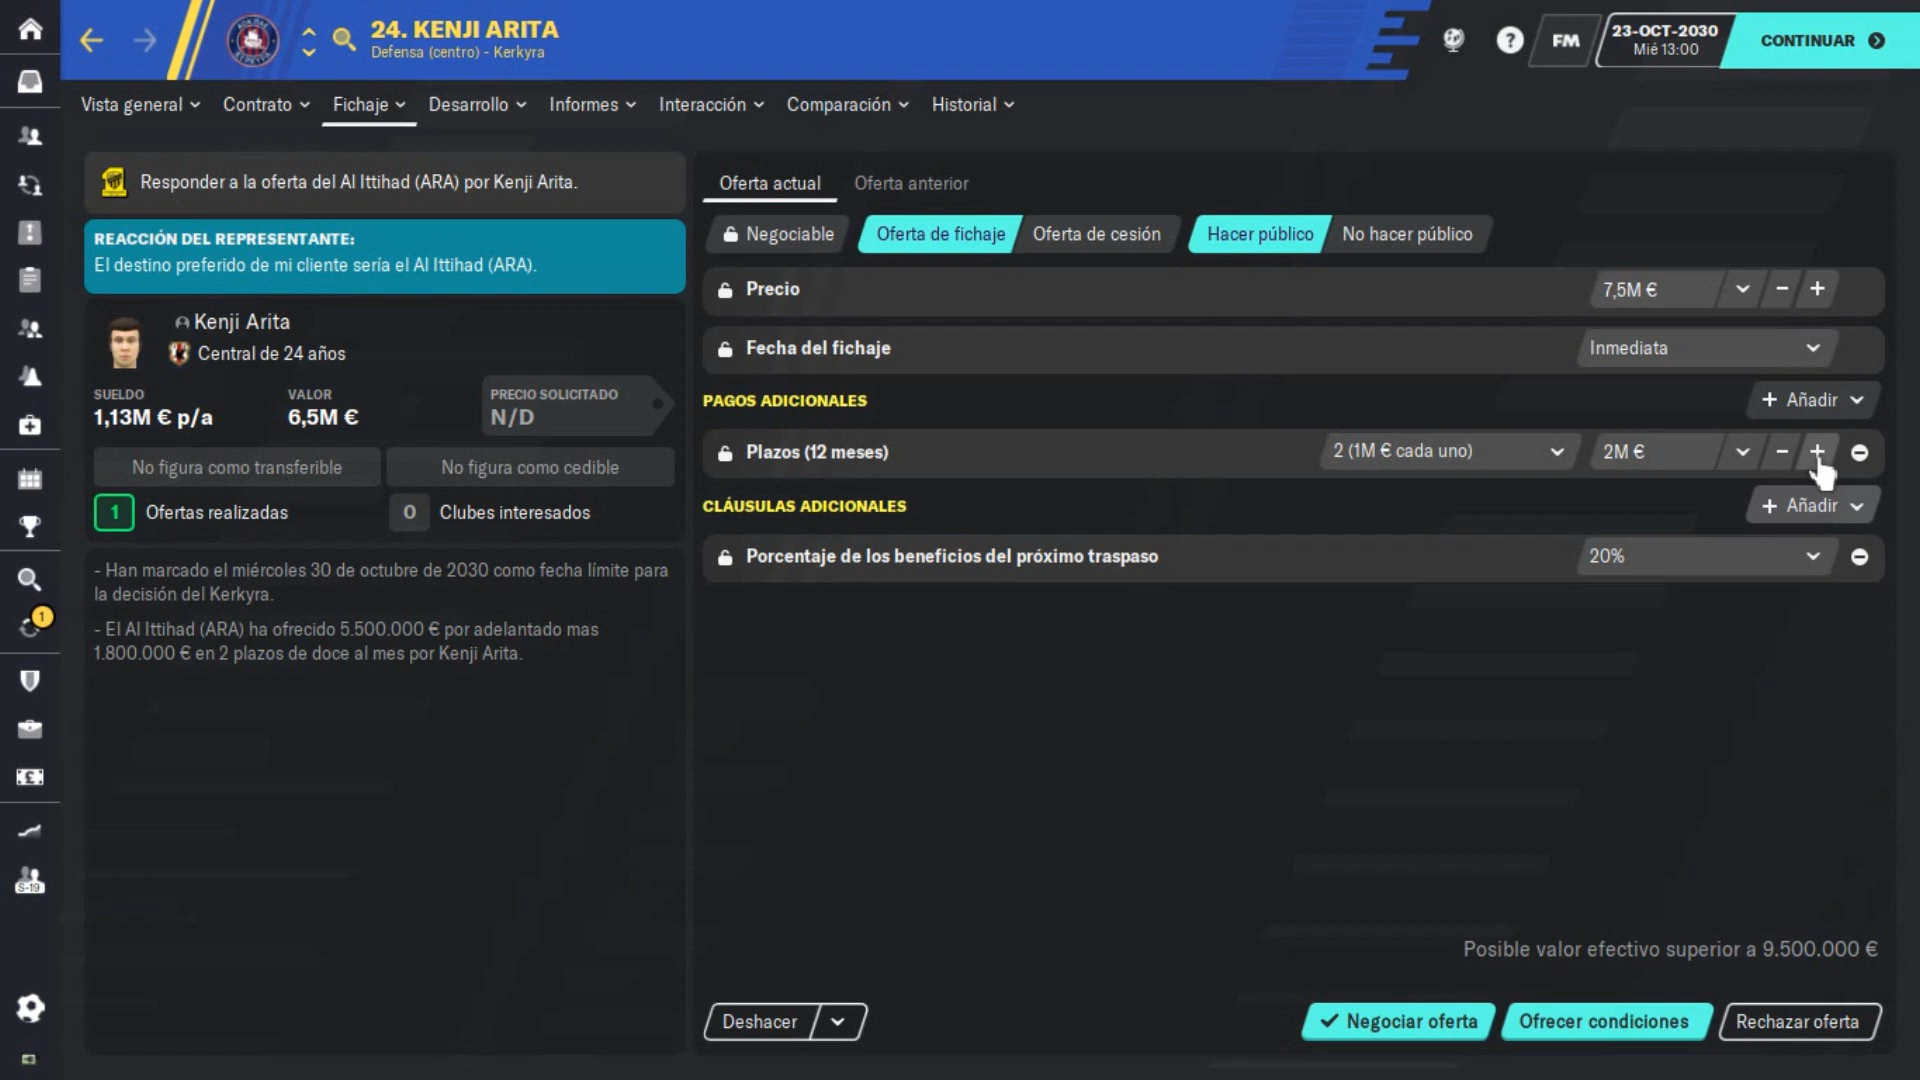 24. KENJI ARITA
Defensa (centro) - Kerkyra
FM
23-OCT-2030
Mié 13:00
CONTINUAR
Vista general
Contrato
Fichaje
Desarrollo
Informes
Interacción
Comparación
Historial
Responder a la oferta del Al Ittihad (ARA) por Kenji Arita.
REACCIÓN DEL REPRESENTANTE:
El destino preferido de mi cliente sería el Al Ittihad (ARA).
Kenji Arita
Central de 24 años
SUELDO
1,13M € p/a
VALOR
6,5M €
PRECIO SOLICITADO
N/D
No figura como transferible
No figura como cedible
1 Ofertas realizadas
0 Clubes interesados
- Han marcado el miércoles 30 de octubre de 2030 como fecha límite para
la decisión del Kerkyra.
- El Al Ittihad (ARA) ha ofrecido 5.500.000 € por adelantado mas
1.800.000 € en 2 plazos de doce al mes por Kenji Arita.
Oferta actual
Oferta anterior
Negociable
Oferta de fichaje
Oferta de cesión
Hacer público
No hacer público
Precio
7,5M €
Fecha del fichaje
Inmediata
PAGOS ADICIONALES
+ Añadir
Plazos (12 meses)
2 (1M € cada uno)
2M €
CLÁUSULAS ADICIONALES
+ Añadir
Porcentaje de los beneficios del próximo traspaso
20%
Posible valor efectivo superior a 9.500.000 €
Deshacer
Negociar oferta
Ofrecer condiciones
Rechazar oferta
1
S-19